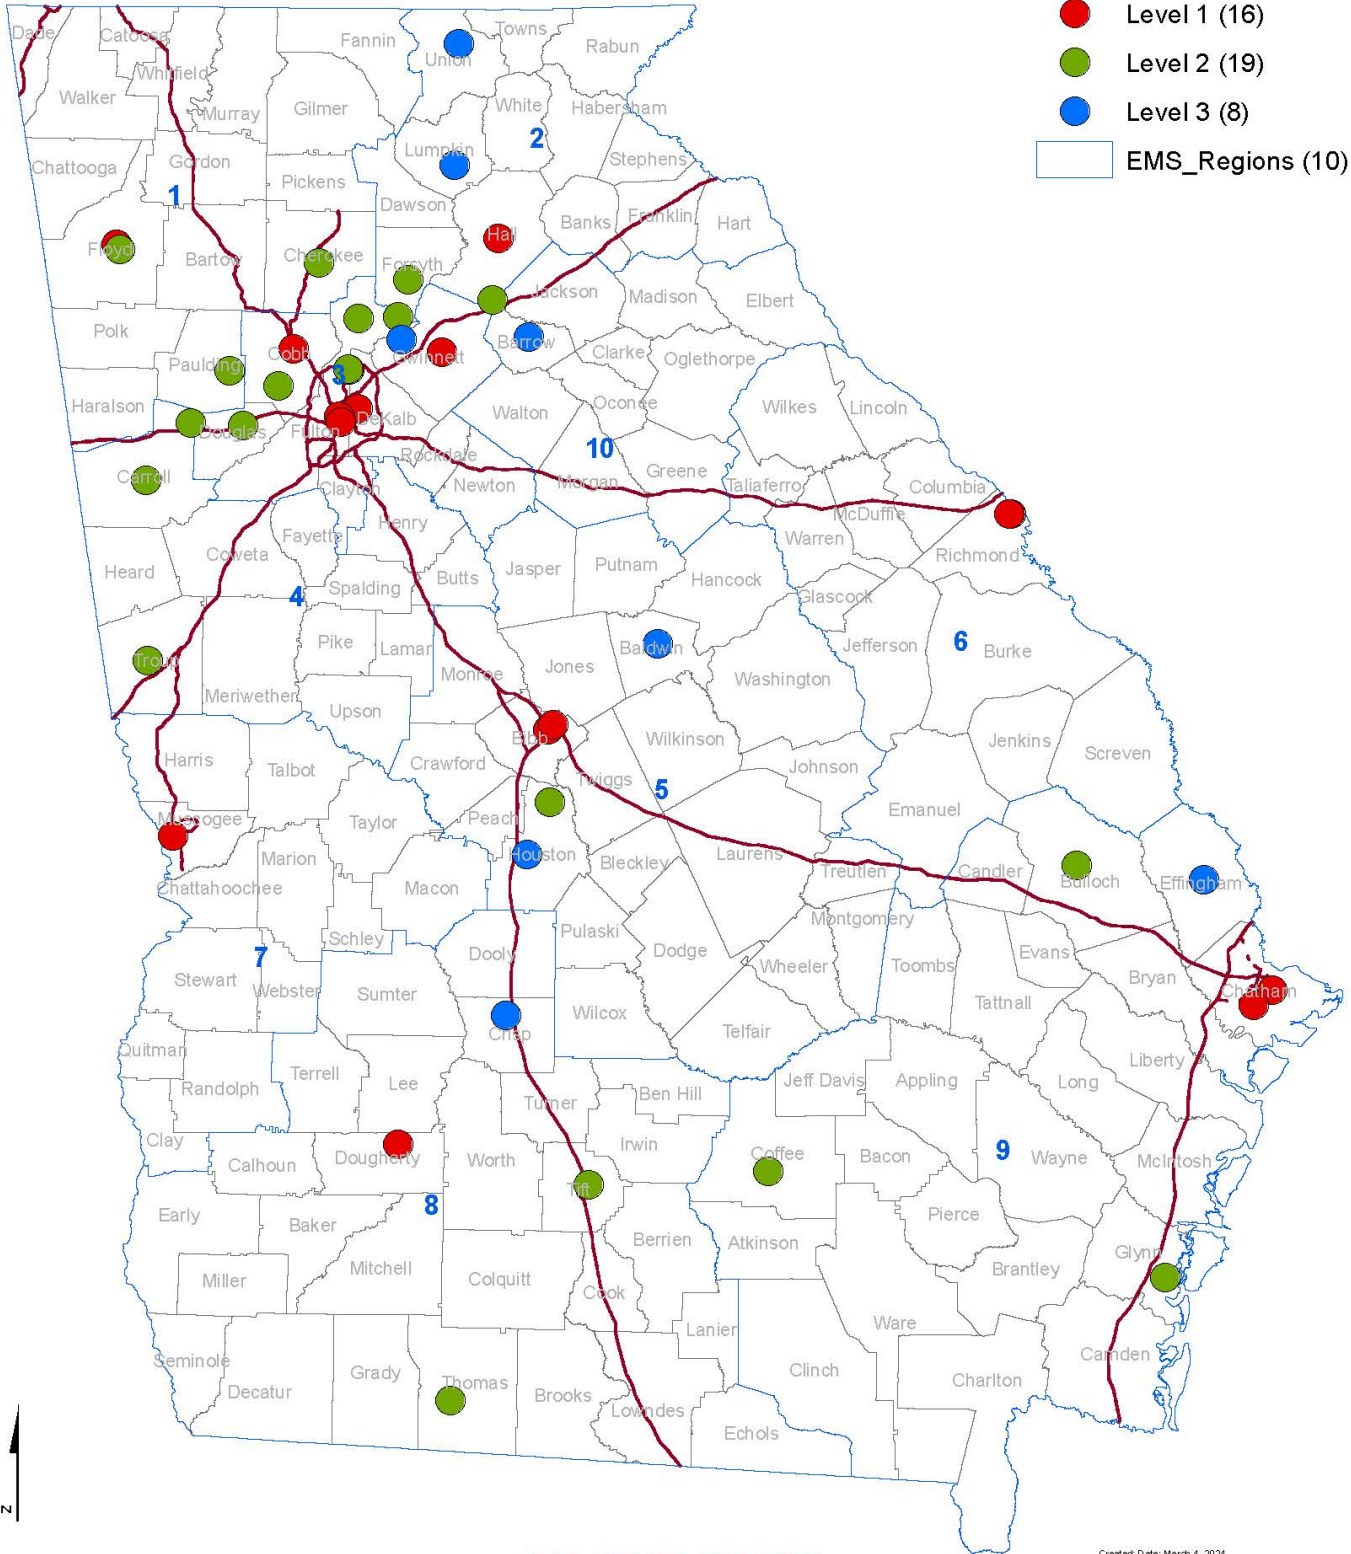 Level 1 (16)
Level 2 (19)
Level 3 (8)
EMS_Regions (10)
Dade
Catoosa
Whitfield
Walker
Murray
Fannin
Gilmer
Union
Towns
Rabun
White
Habersham
2
Lumpkin
Stephens
Chattooga
Gordon
1
Pickens
Dawson
Banks
Franklin
Hart
Floyd
Bartow
Cherokee
Hall
Forsyth
Jackson
Madison
Elbert
Polk
Paulding
Cobb
3
Gwinnett
Barrow
Clarke
Oglethorpe
Haralson
Douglas
Fulton
DeKalb
Walton
Oconee
Wilkes
Lincoln
10
Rockdale
Carroll
Clayton
Newton
Morgan
Greene
Taliaferro
Columbia
McDuffie
Henry
Fayette
Coweta
Warren
Richmond
Heard
Spalding
Butts
Jasper
Putnam
Hancock
Glascock
4
Pike
Lamar
Troup
Meriwether
Monroe
Jones
Baldwin
Washington
Jefferson
6
Burke
Upson
Bibb
Wilkinson
Jenkins
Screven
Harris
Talbot
Crawford
Twiggs
5
Johnson
Emanuel
Muscogee
Taylor
Peach
Marion
Houston
Bleckley
Laurens
Treutlen
Candler
Bulloch
Effingham
Chattahoochee
Macon
Schley
Dooly
Pulaski
Dodge
Montgomery
Wheeler
Toombs
Evans
Bryan
Chatham
7
Stewart
Webster
Sumter
Wilcox
Telfair
Tattnall
Crisp
Quitman
Randolph
Terrell
Lee
Turner
Ben Hill
Jeff Davis
Appling
Long
Liberty
Clay
Calhoun
Dougherty
Worth
Irwin
Coffee
Bacon
9
Wayne
McIntosh
Tift
8
Early
Baker
Berrien
Atkinson
Pierce
Miller
Mitchell
Colquitt
Cook
Brantley
Glynn
Lanier
Ware
Seminole
Decatur
Grady
Thomas
Brooks
Lowndes
Clinch
Charlton
Camden
Echols
N
Created Date: March 4, 2024